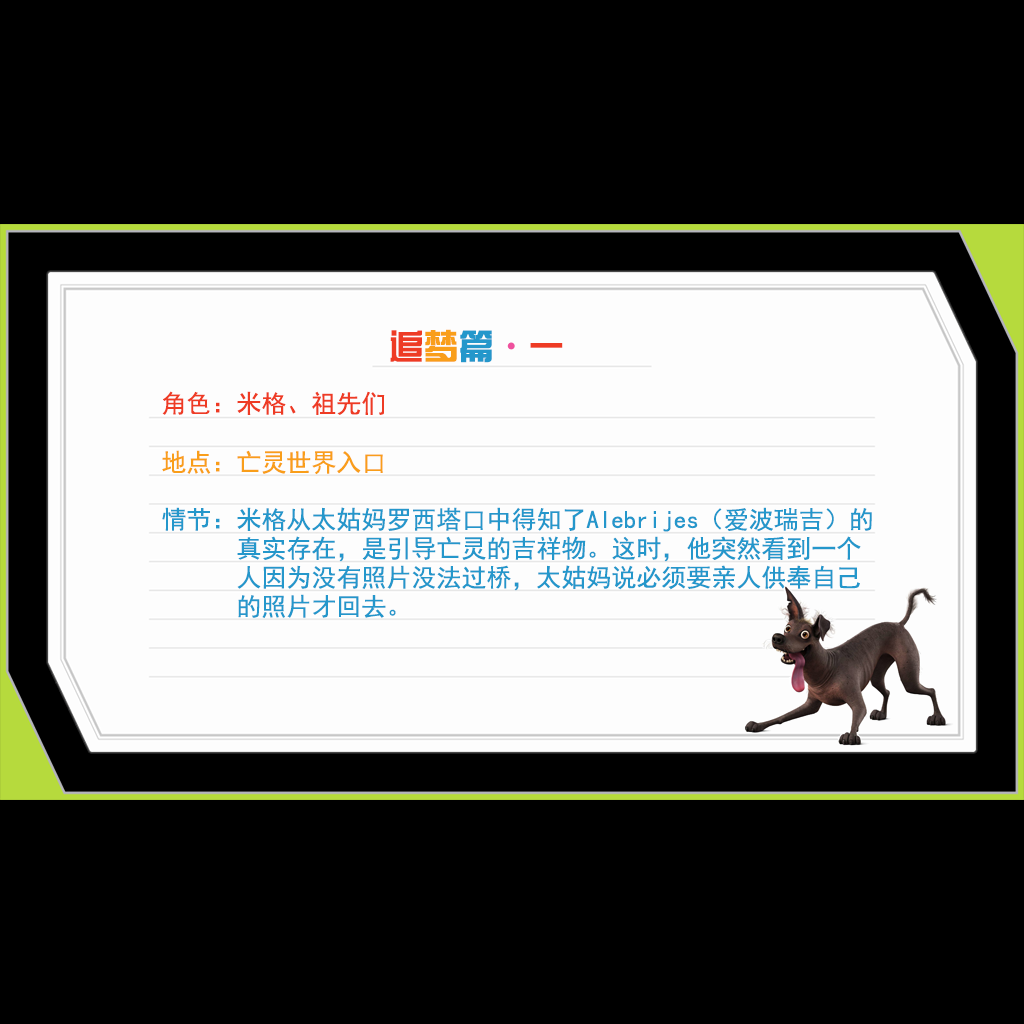 追梦篇·一
角色：米格、祖先们
地点：亡灵世界入口
情节：米格从太姑妈罗西塔口中得知了Alebrijes（爱波瑞吉）的
真实存在，是引导亡灵的吉祥物。这时，他突然看到一个
人因为没有照片没法过桥，太姑妈说必须要亲人供奉自己
的照片才回去。